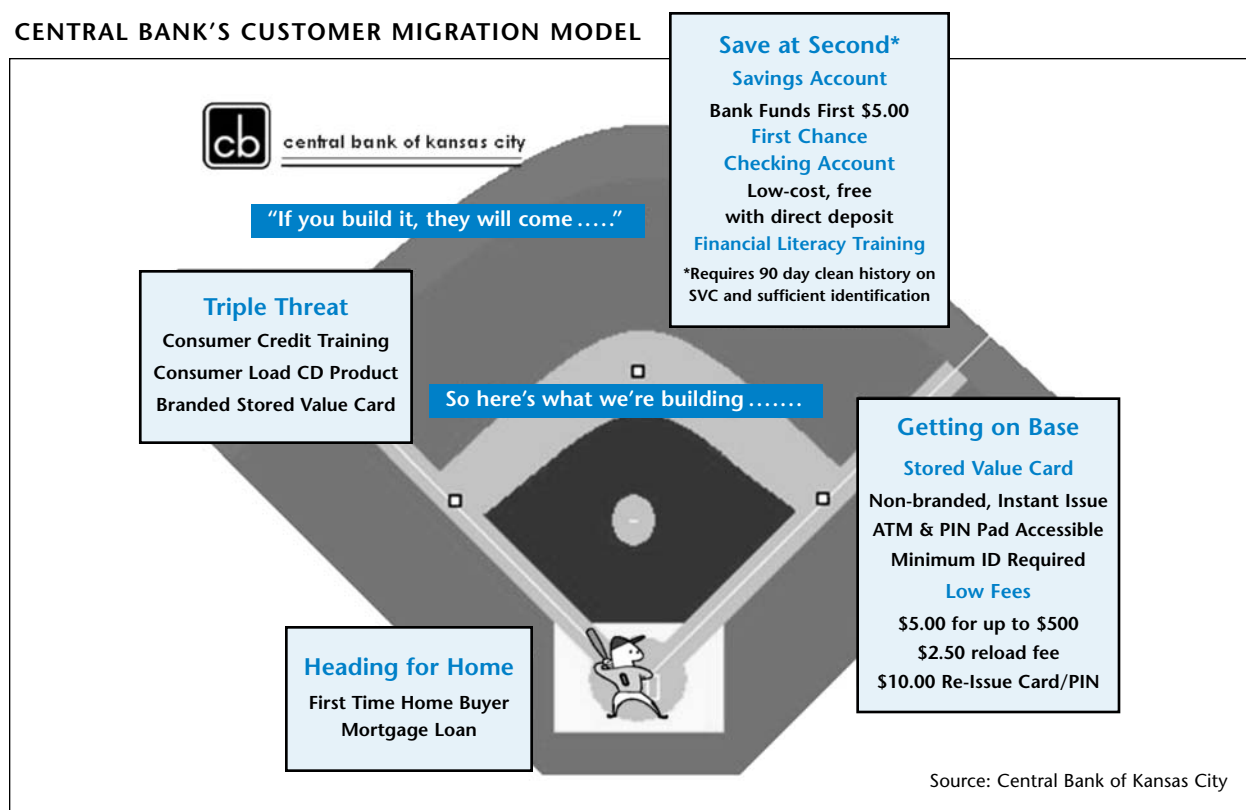 CENTRAL BANK'S CUSTOMER MIGRATION MODEL
cb
central bank of kansas city
"If you build it, they will come ....."
Save at Second*
Savings Account
Bank Funds First $5.00
First Chance
Checking Account
Low-cost, free
with direct deposit
Financial Literacy Training
*Requires 90 day clean history on
SVC and sufficient identification
Triple Threat
Consumer Credit Training
Consumer Load CD Product
Branded Stored Value Card
So here's what we're building .......
Getting on Base
Stored Value Card
Non-branded, Instant Issue
ATM & PIN Pad Accessible
Minimum ID Required
Low Fees
$5.00 for up to $500
$2.50 reload fee
$10.00 Re-Issue Card/PIN
Heading for Home
First Time Home Buyer
Mortgage Loan
Source: Central Bank of Kansas City